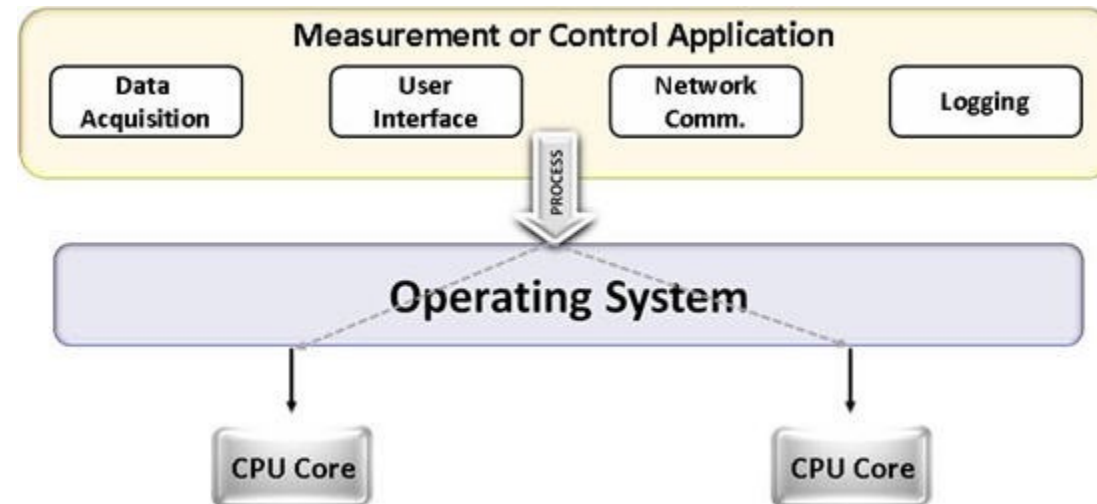 Measurement or Control Application
Data
Acquisition
User
Interface
Network
Comm.
Logging
PROCESS
Operating System
CPU Core
CPU Core